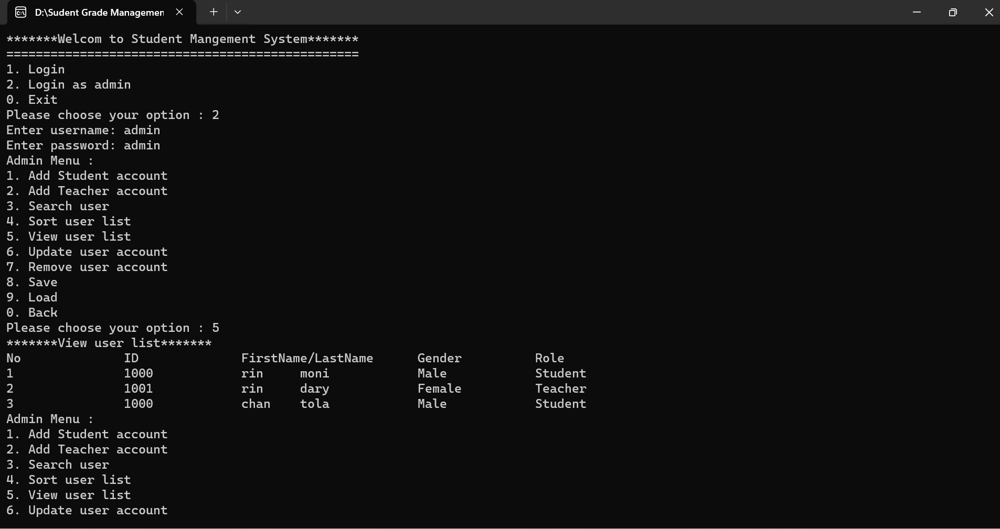 D:\Sudent Grade Managemen
*******Welcom to Student Mangement System*******
================================================
1. Login
2. Login as admin
0. Exit
Please choose your option : 2
Enter username: admin
Enter password: admin
Admin Menu :
1. Add Student account
2. Add Teacher account
3. Search user
4. Sort user list
5. View user list
6. Update user account
7. Remove user account
8. Save
9. Load
0. Back
Please choose your option : 5
*******View user list*******
No ID FirstName/LastName Gender Role
1 1000 rin moni Male Student
2 1001 rin dary Female Teacher
3 1000 chan tola Male Student
Admin Menu :
1. Add Student account
2. Add Teacher account
3. Search user
4. Sort user list
5. View user list
6. Update user account